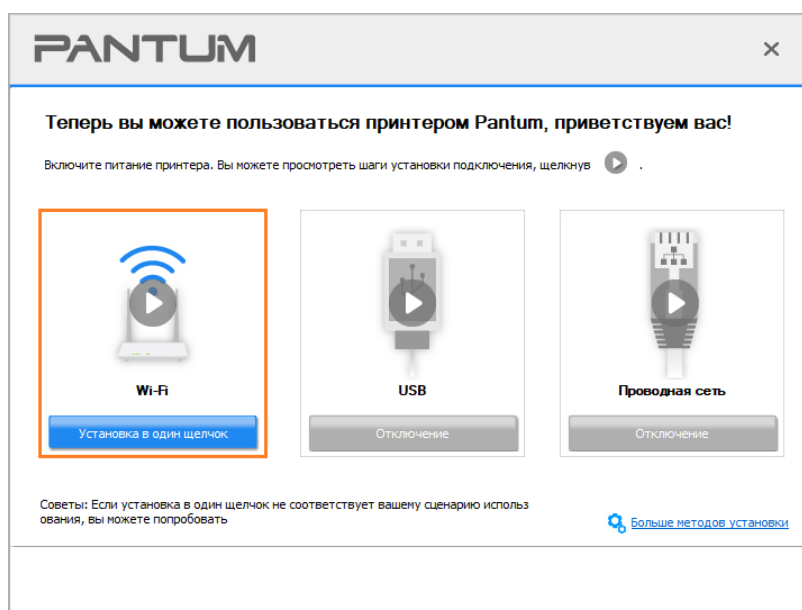 PANTUM
Теперь вы можете пользоваться принтером Pantum, приветствуем вас!
Включите питание принтера. Вы можете просмотреть шаги установки подключения, щелкнув .
Wi-Fi
USB
Проводная сеть
Установка в один щелчок
Отключение
Отключение
Советы: Если установка в один щелчок не соответствует вашему сценарию использ
ования, вы можете попробовать
Больше методов установки